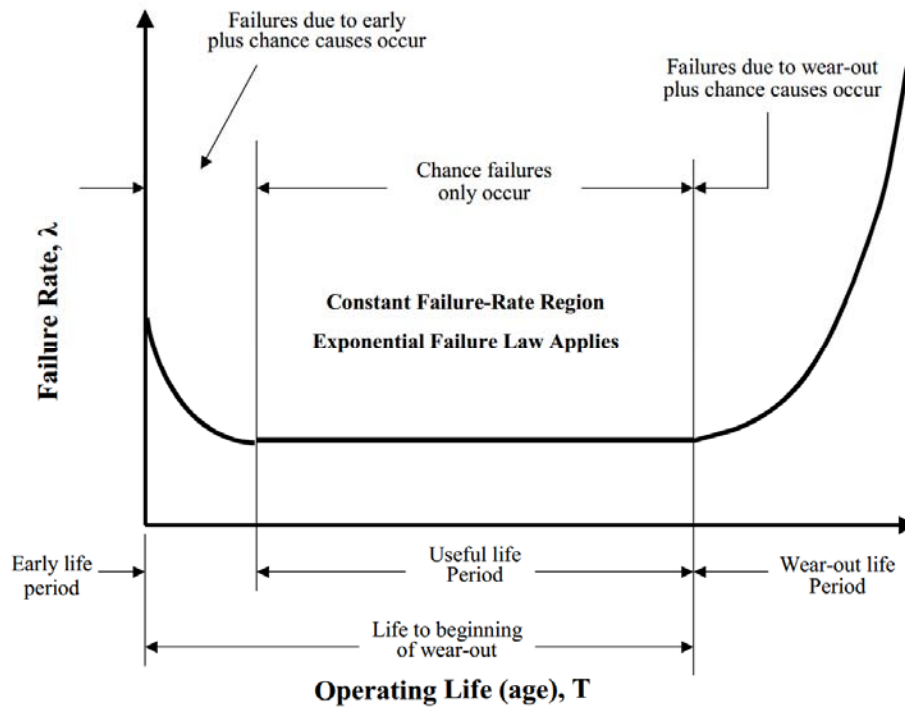 Failures due to early
plus chance causes occur
Failures due to wear-out
plus chance causes occur
Chance failures
only occur
Failure Rate, λ
Constant Failure-Rate Region
Exponential Failure Law Applies
Early life
period
Useful life
Period
Wear-out life
Period
Life to beginning
of wear-out
Operating Life (age), T